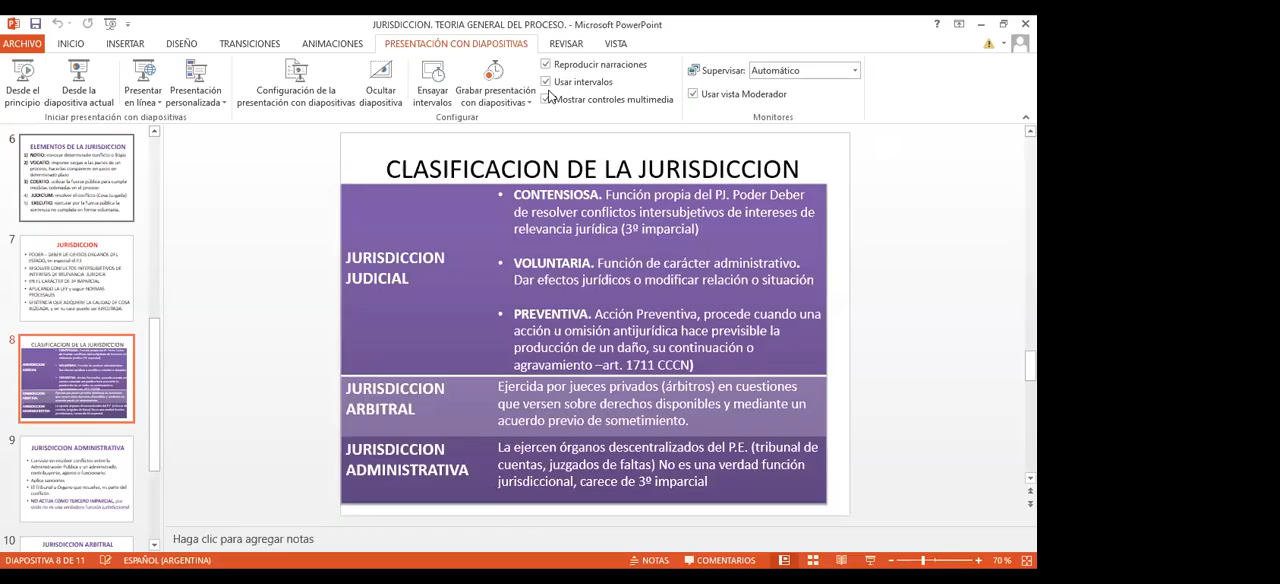 JURISDICCION. TEORIA GENERAL DEL PROCESO. - Microsoft PowerPoint
ARCHIVO INICIO INSERTAR DISEÑO TRANSICIONES ANIMACIONES PRESENTACIÓN CON DIAPOSITIVAS REVISAR VISTA
Desde el principio
Desde la diapositiva actual
Presentar en línea
Presentación personalizada
Iniciar presentación con diapositivas
Configuración de la presentación con diapositivas
Ocultar diapositiva
Ensayar intervalos
Grabar presentación con diapositivas
Reproducir narraciones
Usar intervalos
Mostrar controles multimedia
Configurar
Supervisar: Automático
Usar vista Moderador
Monitores
6
ELEMENTOS DE LA JURISDICCION
7
JURISDICCION
8
CLASIFICACION DE LA JURISDICCION
9
JURISDICCION ADMINISTRATIVA
10
JURISDICCION ARBITRAL
CLASIFICACION DE LA JURISDICCION
JURISDICCION
JUDICIAL
• CONTENSIOSA. Función propia del PJ. Poder Deber
de resolver conflictos intersubjetivos de intereses de
relevancia jurídica (3º imparcial)
• VOLUNTARIA. Función de carácter administrativo.
Dar efectos jurídicos o modificar relación o situación
• PREVENTIVA. Acción Preventiva, procede cuando una
acción u omisión antijurídica hace previsible la
producción de un daño, su continuación o
agravamiento –art. 1711 CCCN)
JURISDICCION
ARBITRAL
Ejercida por jueces privados (árbitros) en cuestiones
que versen sobre derechos disponibles y mediante un
acuerdo previo de sometimiento.
JURISDICCION
ADMINISTRATIVA
La ejercen órganos descentralizados del P.E. (tribunal de
cuentas, juzgados de faltas) No es una verdad función
jurisdiccional, carece de 3º imparcial
Haga clic para agregar notas
DIAPOSITIVA 8 DE 11 ESPAÑOL (ARGENTINA) NOTAS COMENTARIOS 70 %